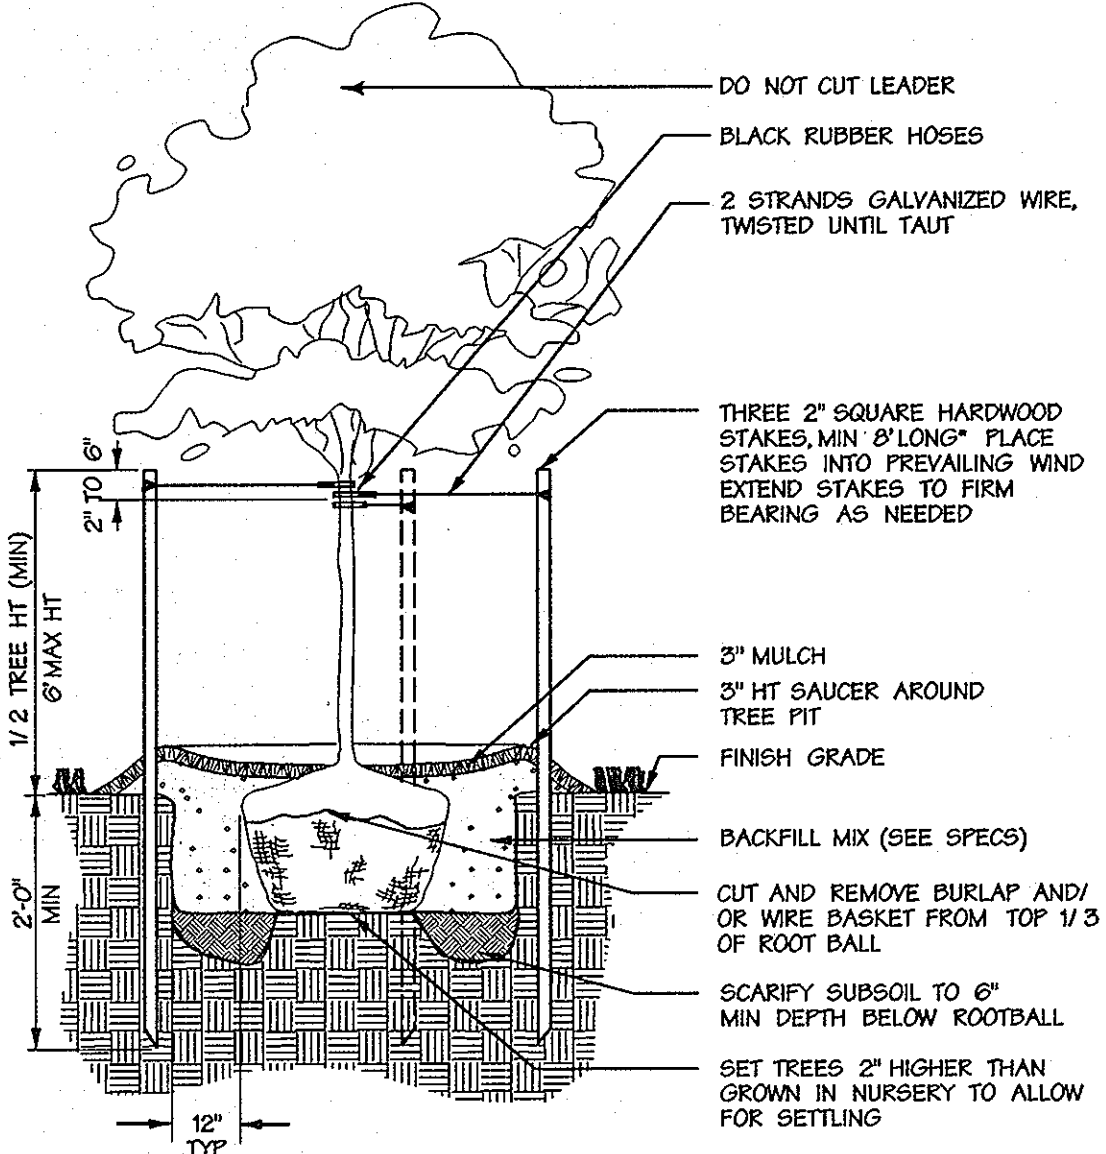 DO NOT CUT LEADER
BLACK RUBBER HOSES
2 STRANDS GALVANIZED WIRE,
TWISTED UNTIL TAUT
THREE 2" SQUARE HARDWOOD
STAKES, MIN 8' LONG" PLACE
STAKES INTO PREVAILING WIND
EXTEND STAKES TO FIRM
BEARING AS NEEDED
3" MULCH
3" HT SAUCER AROUND
TREE PIT
FINISH GRADE
BACKFILL MIX (SEE SPECS)
CUT AND REMOVE BURLAP AND/
OR WIRE BASKET FROM TOP 1/3
OF ROOT BALL
SCARIFY SUBSOIL TO 6"
MIN DEPTH BELOW ROOTBALL
SET TREES 2" HIGHER THAN
GROWN IN NURSERY TO ALLOW
FOR SETTLING
2" TO 6"
1/2 TREE HT (MIN)
6' MAX HT
2'-0"
MIN
12"
TYP